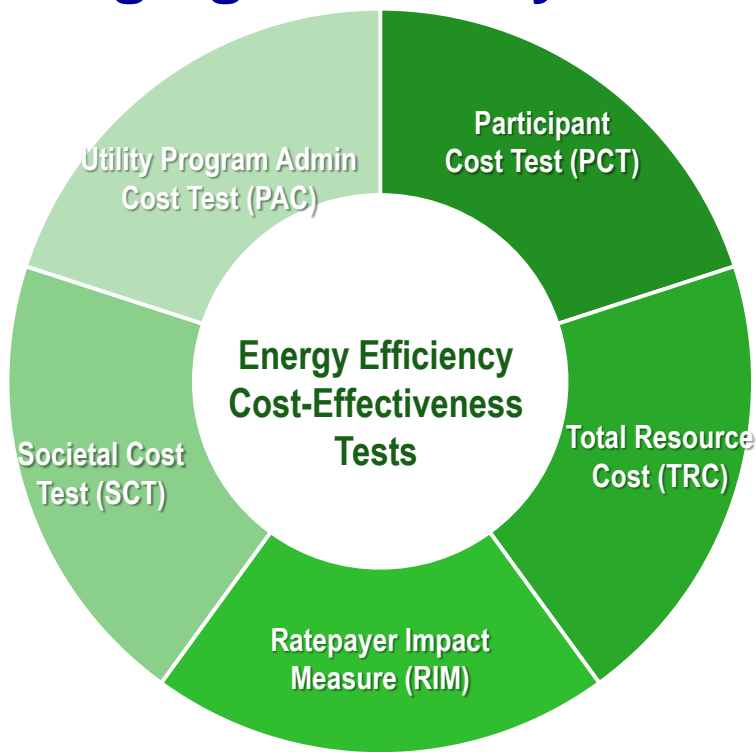 Participant
Cost Test (PCT)
Utility Program Admin
Cost Test (PAC)
Energy Efficiency
Cost-Effectiveness
Tests
Total Resource
Cost (TRC)
Societal Cost
Test (SCT)
Ratepayer Impact
Measure (RIM)